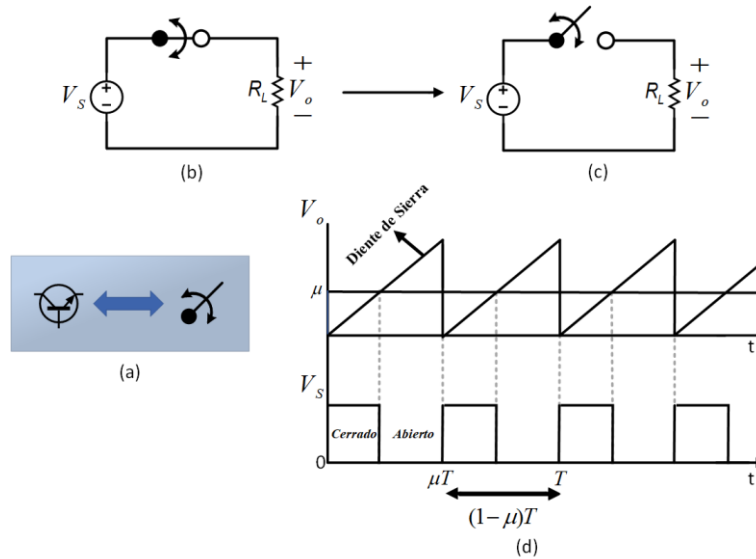 V_S
R_L
+
V_o
−
(b)
V_S
R_L
+
V_o
−
(c)
(a)
V_o
Diente de Sierra
μ
t
V_S
Cerrado
Abierto
0
μT
T
t
(1−μ)T
(d)